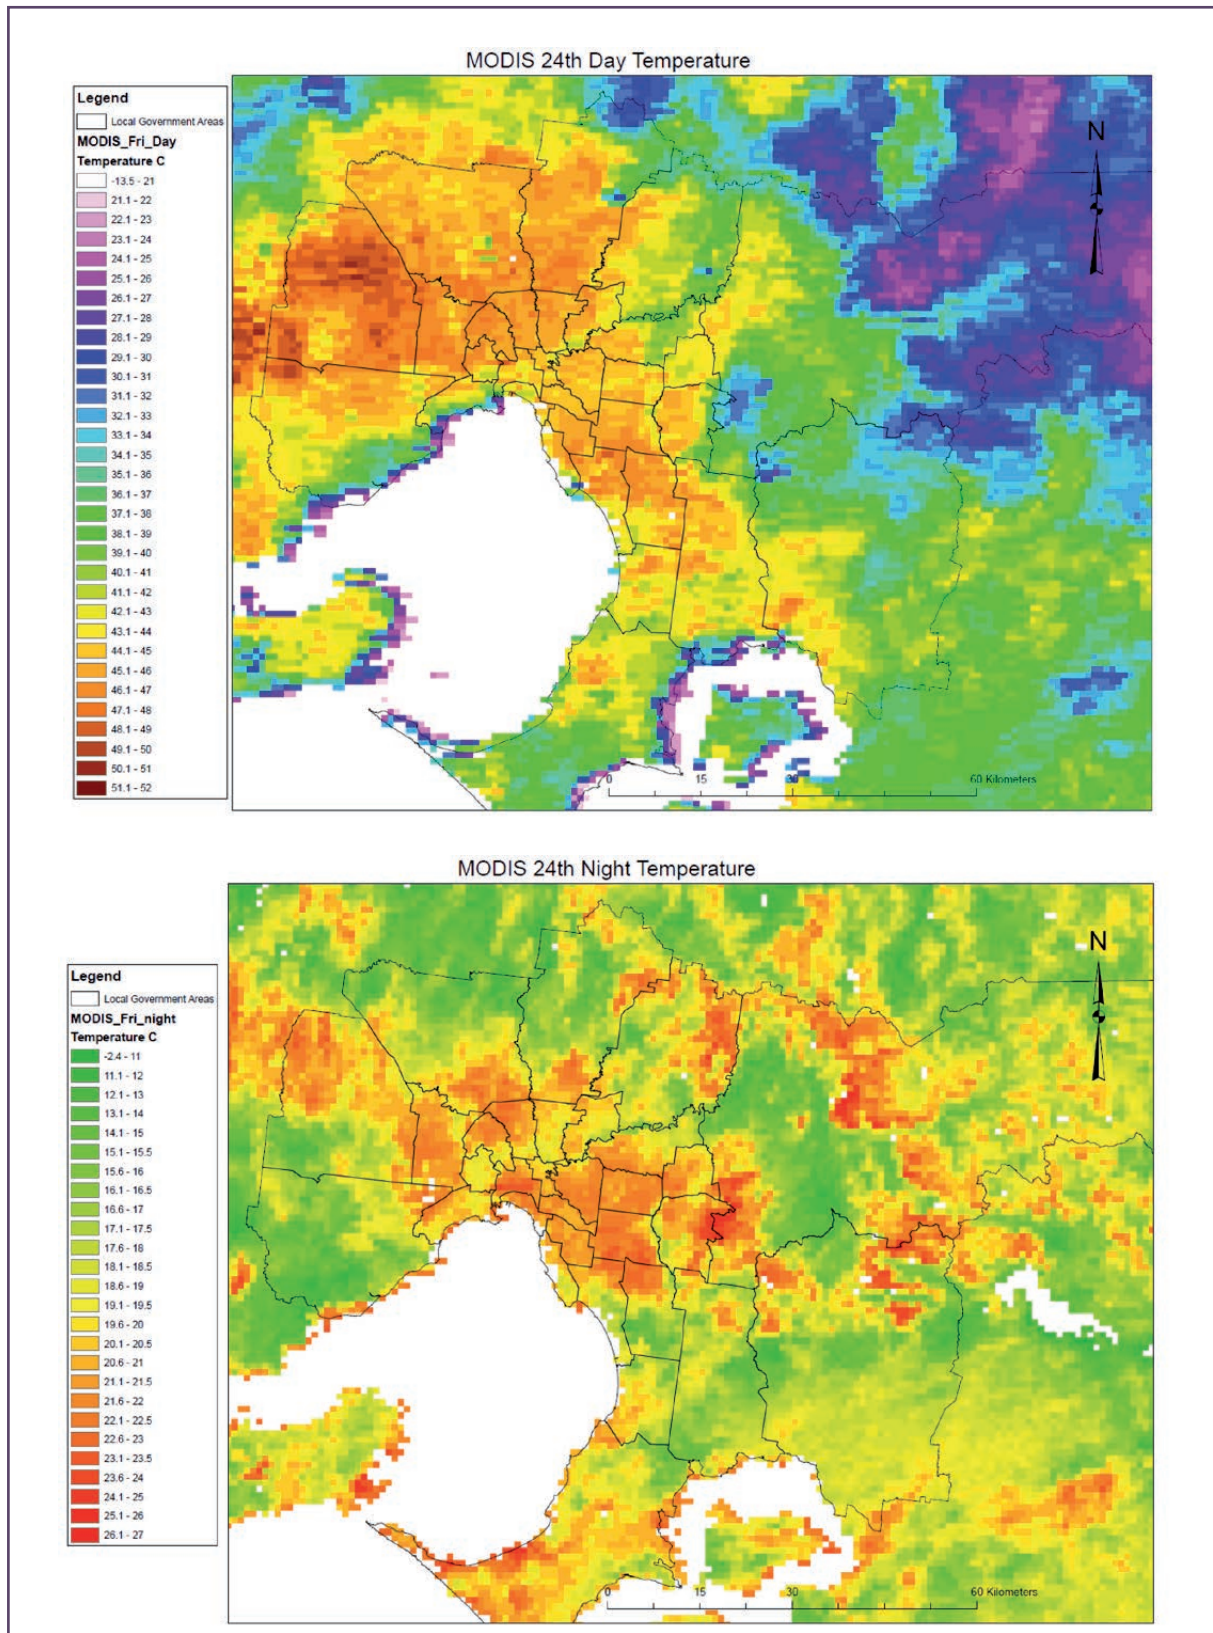 MODIS 24th Day Temperature
Legend
Local Government Areas
MODIS_Fri_Day
Temperature C
-13.5 - 21
21.1 - 22
22.1 - 23
23.1 - 24
24.1 - 25
25.1 - 26
26.1 - 27
27.1 - 28
28.1 - 29
29.1 - 30
30.1 - 31
31.1 - 32
32.1 - 33
33.1 - 34
34.1 - 35
35.1 - 36
36.1 - 37
37.1 - 38
38.1 - 39
39.1 - 40
40.1 - 41
41.1 - 42
42.1 - 43
43.1 - 44
44.1 - 45
45.1 - 46
46.1 - 47
47.1 - 48
48.1 - 49
49.1 - 50
50.1 - 51
51.1 - 52
N
0 15 30 60 Kilometers
MODIS 24th Night Temperature
Legend
Local Government Areas
MODIS_Fri_night
Temperature C
-2.4 - 11
11.1 - 12
12.1 - 13
13.1 - 14
14.1 - 15
15.1 - 15.5
15.6 - 16
16.1 - 16.5
16.6 - 17
17.1 - 17.5
17.6 - 18
18.1 - 18.5
18.6 - 19
19.1 - 19.5
19.6 - 20
20.1 - 20.5
20.6 - 21
21.1 - 21.5
21.6 - 22
22.1 - 22.5
22.6 - 23
23.1 - 23.5
23.6 - 24
24.1 - 25
25.1 - 26
26.1 - 27
N
0 15 30 60 Kilometers